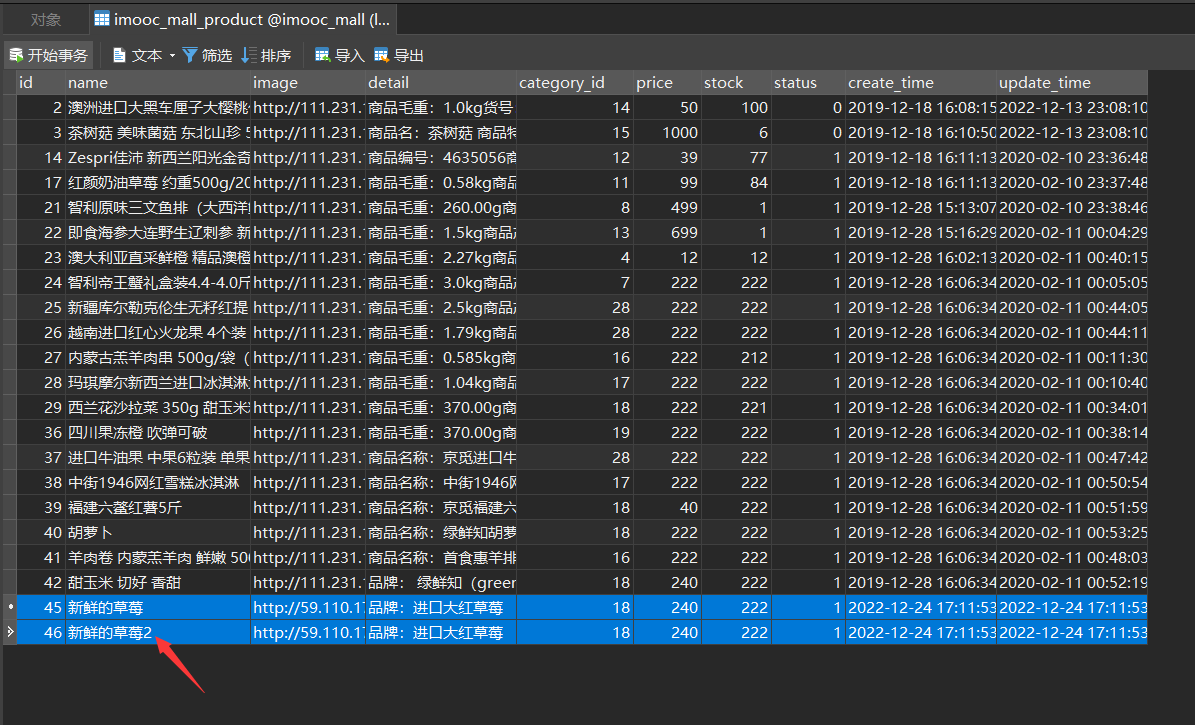 对象 imooc_mall_product @imooc_mall (l...
开始事务 文本 筛选 排序 导入 导出
id name image detail category_id price stock status create_time update_time
2 澳洲进口大黑车厘子大樱桃 http://111.231. 商品毛重：1.0kg货号 14 50 100 0 2019-12-18 16:08:15 2022-12-13 23:08:10
3 茶树菇 美味菌菇 东北山珍 5 http://111.231. 商品名：茶树菇 商品特 15 1000 6 0 2019-12-18 16:10:50 2022-12-13 23:08:10
14 Zespri佳沛 新西兰阳光金奇 http://111.231. 商品编号：4635056商 12 39 77 1 2019-12-18 16:11:13 2020-02-10 23:36:48
17 红颜奶油草莓 约重500g/20 http://111.231. 商品毛重：0.58kg商品 11 99 84 1 2019-12-18 16:11:13 2020-02-10 23:37:48
21 智利原味三文鱼排（大西洋 http://111.231. 商品毛重：260.00g商 8 499 1 1 2019-12-28 15:13:07 2020-02-10 23:38:46
22 即食海参大连野生辽刺参 新 http://111.231. 商品毛重：1.5kg商品 13 699 1 1 2019-12-28 15:16:29 2020-02-11 00:04:29
23 澳大利亚直采鲜橙 精品澳橙 http://111.231. 商品毛重：2.27kg商品 4 12 12 1 2019-12-28 16:02:13 2020-02-11 00:40:15
24 智利帝王蟹礼盒装4.4-4.0斤 http://111.231. 商品毛重：3.0kg商品 7 222 222 1 2019-12-28 16:06:34 2020-02-11 00:05:05
25 新疆库尔勒克伦生无籽红提 http://111.231. 商品毛重：2.5kg商品 28 222 222 1 2019-12-28 16:06:34 2020-02-11 00:44:05
26 越南进口红心火龙果 4个装 http://111.231. 商品毛重：1.79kg商品 28 222 222 1 2019-12-28 16:06:34 2020-02-11 00:44:11
27 内蒙古羔羊肉串 500g/袋（ http://111.231. 商品毛重：0.585kg商 16 222 212 1 2019-12-28 16:06:34 2020-02-11 00:11:30
28 玛琪摩尔新西兰进口冰淇淋 http://111.231. 商品毛重：1.04kg商品 17 222 222 1 2019-12-28 16:06:34 2020-02-11 00:10:40
29 西兰花沙拉菜 350g 甜玉米 http://111.231. 商品毛重：370.00g商 18 222 221 1 2019-12-28 16:06:34 2020-02-11 00:34:01
36 四川果冻橙 吹弹可破 http://111.231. 商品毛重：370.00g商 19 222 222 1 2019-12-28 16:06:34 2020-02-11 00:38:14
37 进口牛油果 中果6粒装 单果 http://111.231. 商品名称：京觅进口牛 28 222 222 1 2019-12-28 16:06:34 2020-02-11 00:47:42
38 中街1946网红雪糕冰淇淋 http://111.231. 商品名称：中街1946网 17 222 222 1 2019-12-28 16:06:34 2020-02-11 00:50:54
39 福建六鳌红薯5斤 http://111.231. 商品名称：京觅福建六 18 40 222 1 2019-12-28 16:06:34 2020-02-11 00:51:59
40 胡萝卜 http://111.231. 商品名称：绿鲜知胡萝 18 222 222 1 2019-12-28 16:06:34 2020-02-11 00:53:25
41 羊肉卷 内蒙羔羊肉 鲜嫩 500 http://111.231. 商品名称：首食惠羊排 16 222 222 1 2019-12-28 16:06:34 2020-02-11 00:48:03
42 甜玉米 切好 香甜 http://111.231. 品牌： 绿鲜知（green 18 240 222 1 2019-12-28 16:06:34 2020-02-11 00:52:19
45 新鲜的草莓 http://59.110.17 品牌：进口大红草莓 18 240 222 1 2022-12-24 17:11:53 2022-12-24 17:11:53
46 新鲜的草莓2 http://59.110.17 品牌：进口大红草莓 18 240 222 1 2022-12-24 17:11:53 2022-12-24 17:11:53